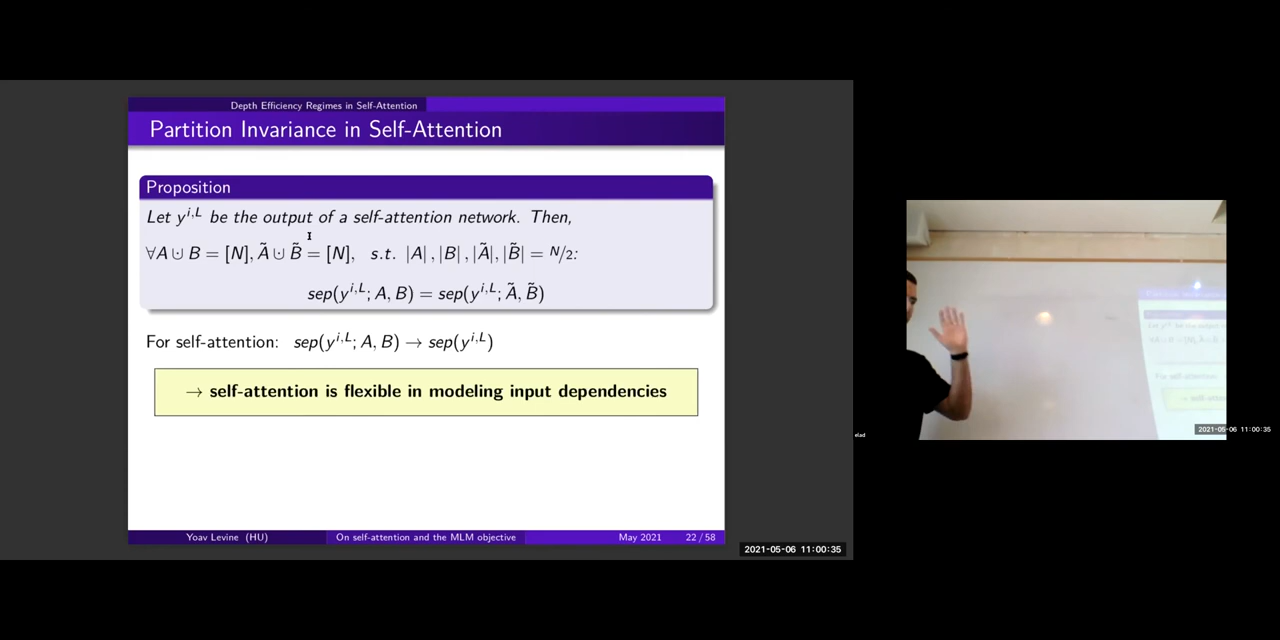 Depth Efficiency Regimes in Self-Attention
Partition Invariance in Self-Attention
Proposition
Let y^{i,L} be the output of a self-attention network. Then,
∀A ⊍ B = [N], Ã ⊍ B̃ = [N], s.t. |A|, |B|, |Ã|, |B̃| = N/2:
sep(y^{i,L}; A, B) = sep(y^{i,L}; Ã, B̃)
For self-attention: sep(y^{i,L}; A, B) → sep(y^{i,L})
→ self-attention is flexible in modeling input dependencies
Yoav Levine (HU) On self-attention and the MLM objective May 2021 22 / 58
2021-05-06 11:00:35
elad
2021-05-06 11:00:35